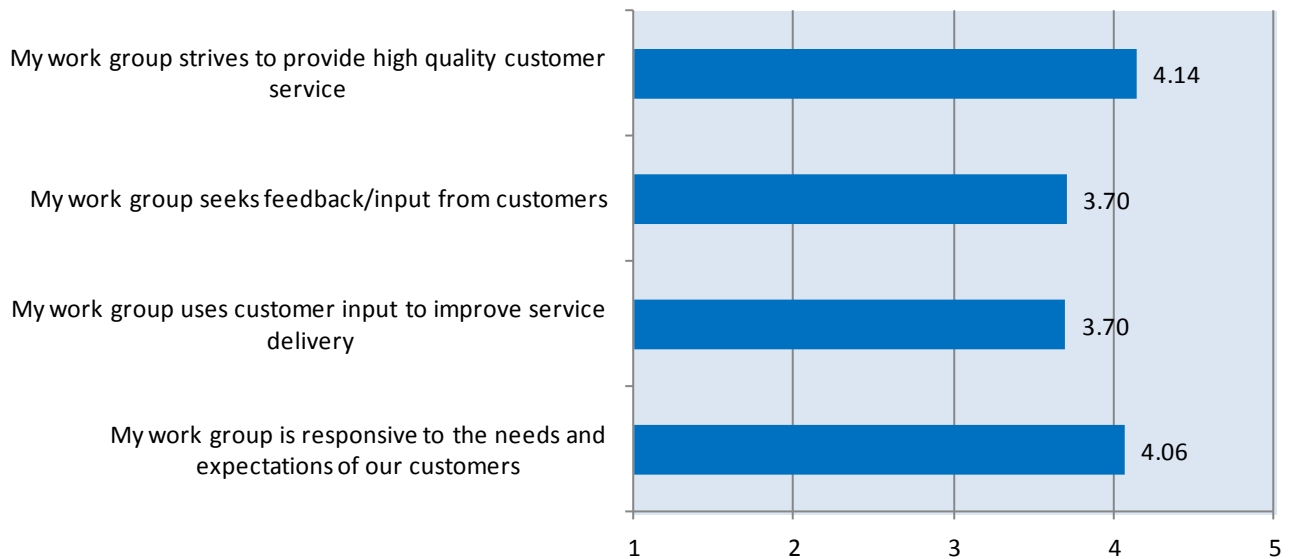 My work group strives to provide high quality customer
service
4.14
My work group seeks feedback/input from customers
3.70
My work group uses customer input to improve service
delivery
3.70
My work group is responsive to the needs and
expectations of our customers
4.06
1 2 3 4 5